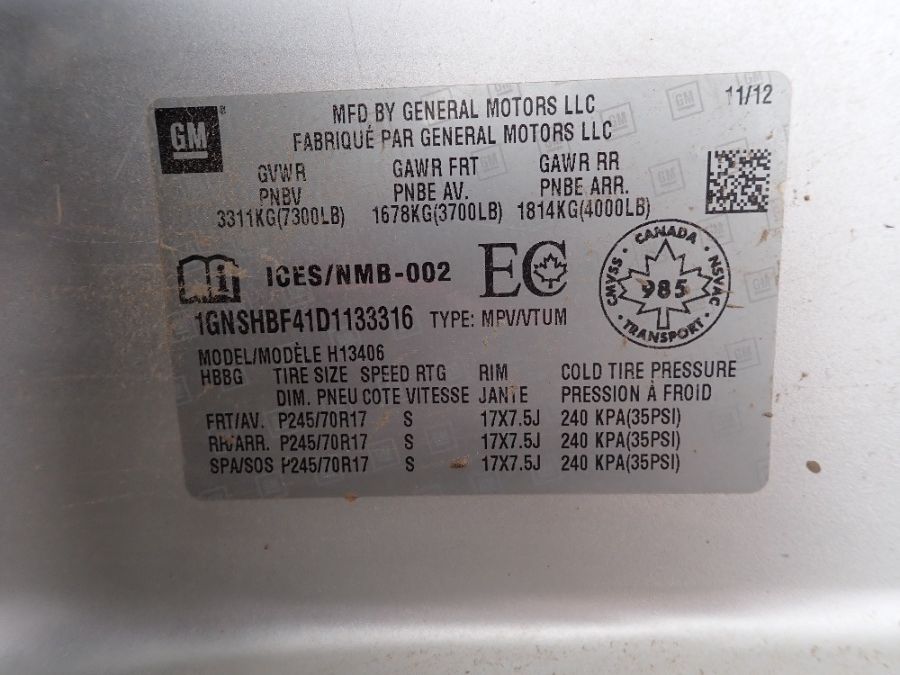 GM
MFD BY GENERAL MOTORS LLC
11/12
FABRIQUÉ PAR GENERAL MOTORS LLC
GVWR GAWR FRT GAWR RR
PNBV PNBE AV. PNBE ARR.
3311KG(7300LB) 1678KG(3700LB) 1814KG(4000LB)
ICES/NMB-002 EC
CANADA
CMVSS · 985 · NSVAC
TRANSPORT
1GNSHBF41D1133316 TYPE: MPV/VTUM
MODEL/MODÈLE H13406
HBBG TIRE SIZE SPEED RTG RIM COLD TIRE PRESSURE
DIM. PNEU COTE VITESSE JANTE PRESSION À FROID
FRT/AV. P245/70R17 S 17X7.5J 240 KPA(35PSI)
RR/ARR. P245/70R17 S 17X7.5J 240 KPA(35PSI)
SPA/SOS P245/70R17 S 17X7.5J 240 KPA(35PSI)